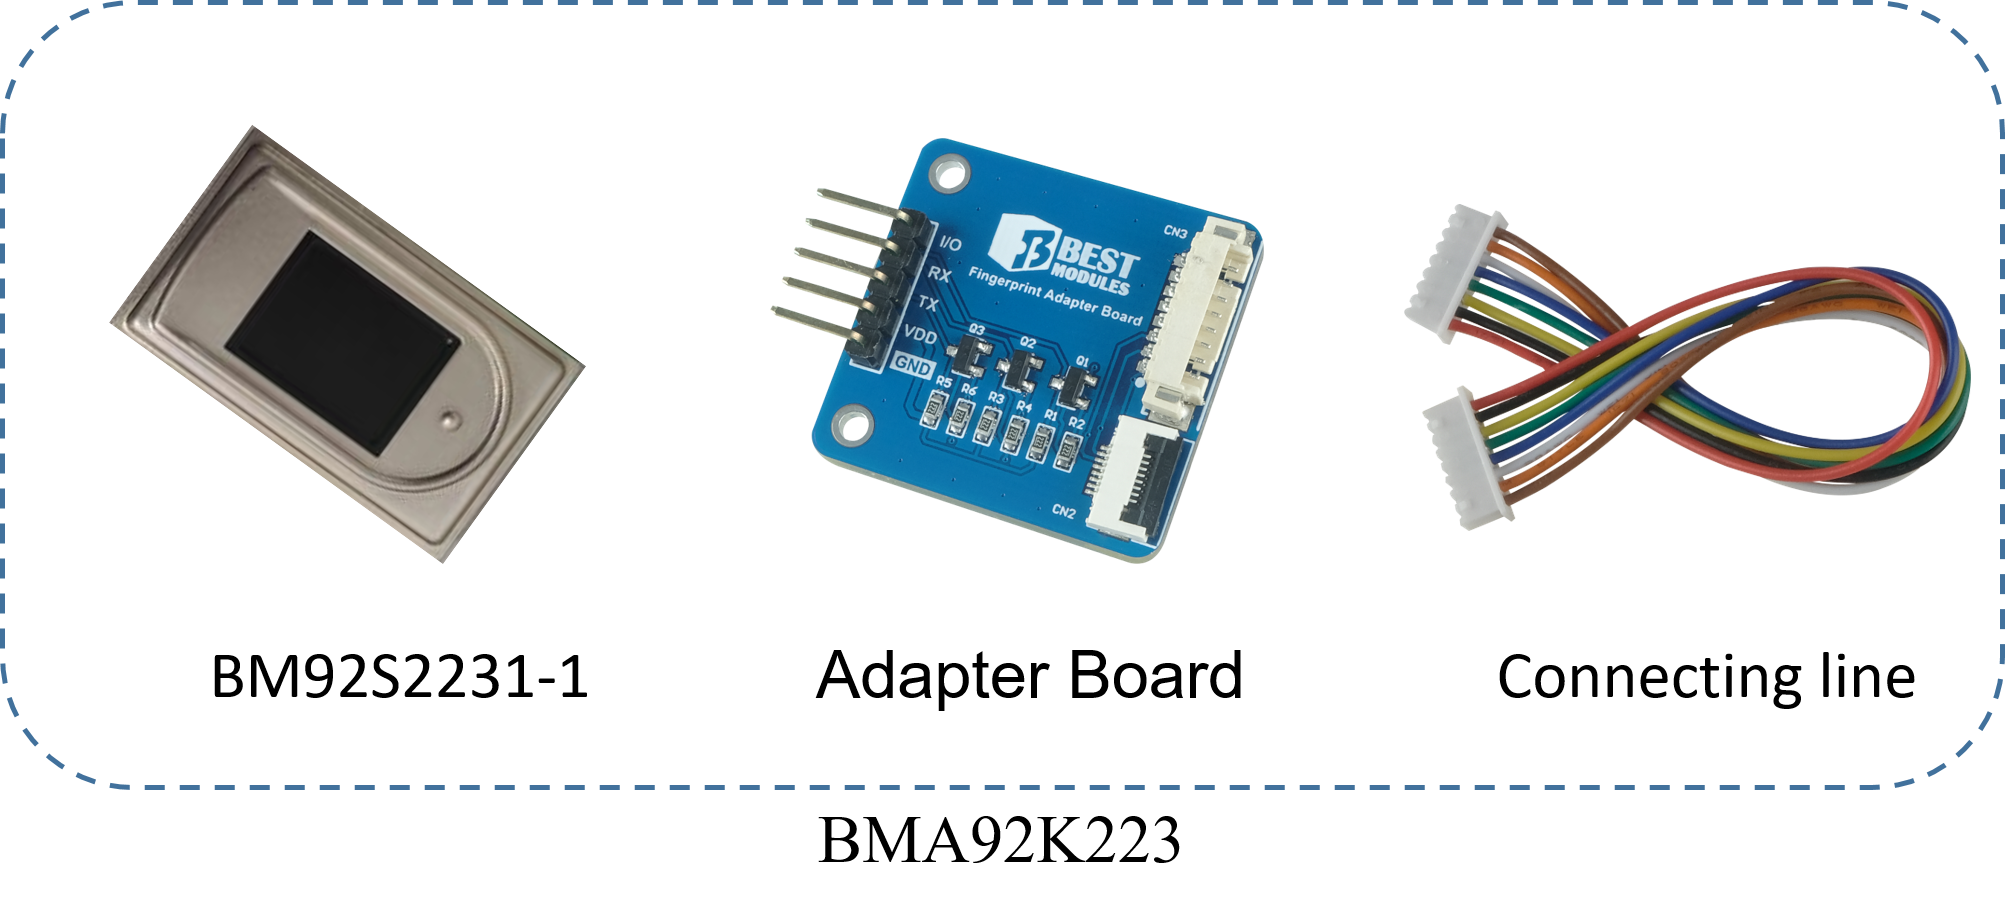 BEST
MODULES
Fingerprint Adapter Board
CN3
I/O
RX
TX
VDD
GND
Q3
Q2
Q1
R5
R6
R3
R4
R1
R2
CN2
BM92S2231-1
Adapter Board
Connecting line
BMA92K223